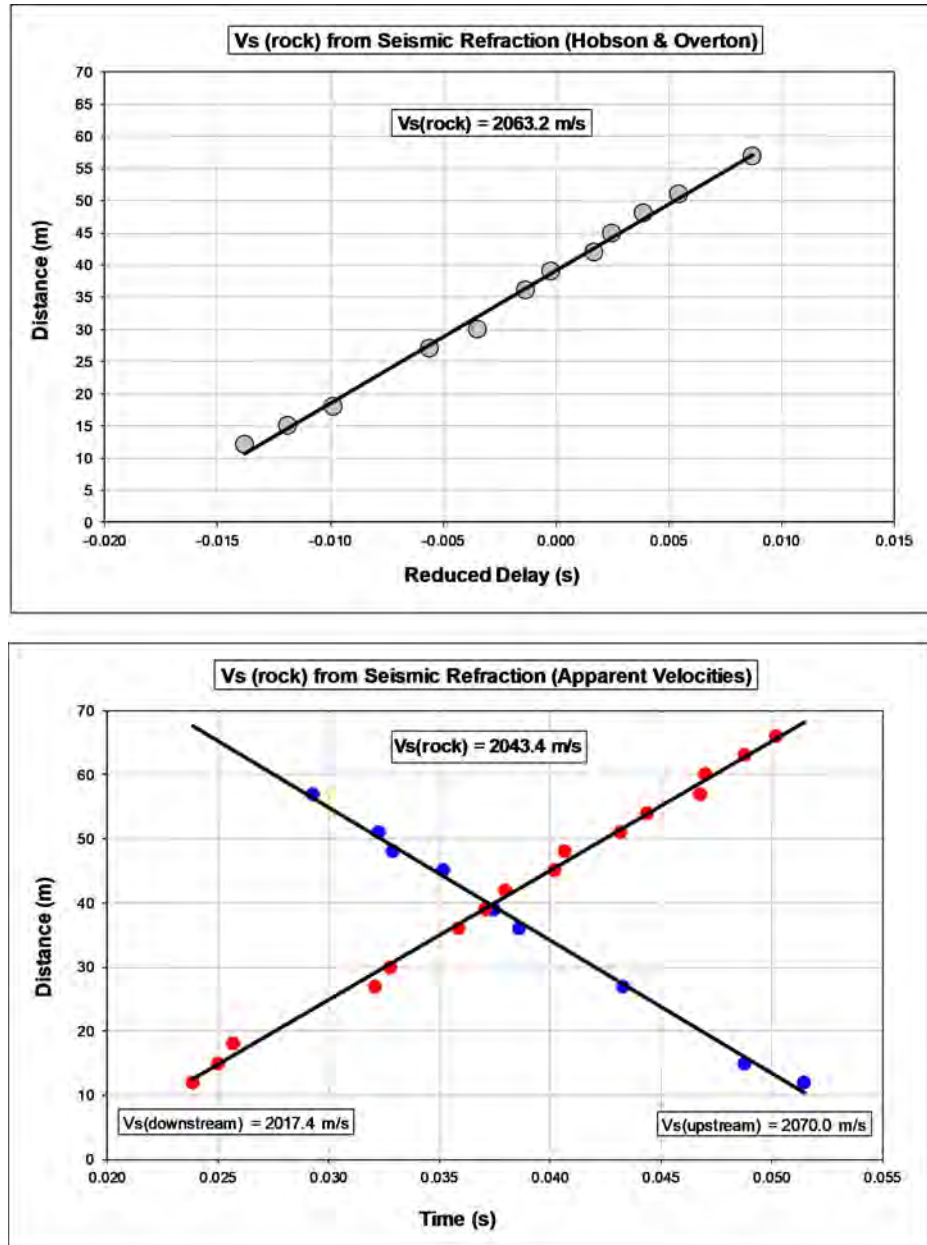 Vs (rock) from Seismic Refraction (Hobson & Overton)
Vs(rock) = 2063.2 m/s
Distance (m)
70
65
60
55
50
45
40
35
30
25
20
15
10
5
0
-0.020 -0.015 -0.010 -0.005 0.000 0.005 0.010 0.015
Reduced Delay (s)
Vs (rock) from Seismic Refraction (Apparent Velocities)
Vs(rock) = 2043.4 m/s
Distance (m)
70
60
50
40
30
20
10
0
Vs(downstream) = 2017.4 m/s
Vs(upstream) = 2070.0 m/s
0.020 0.025 0.030 0.035 0.040 0.045 0.050 0.055
Time (s)